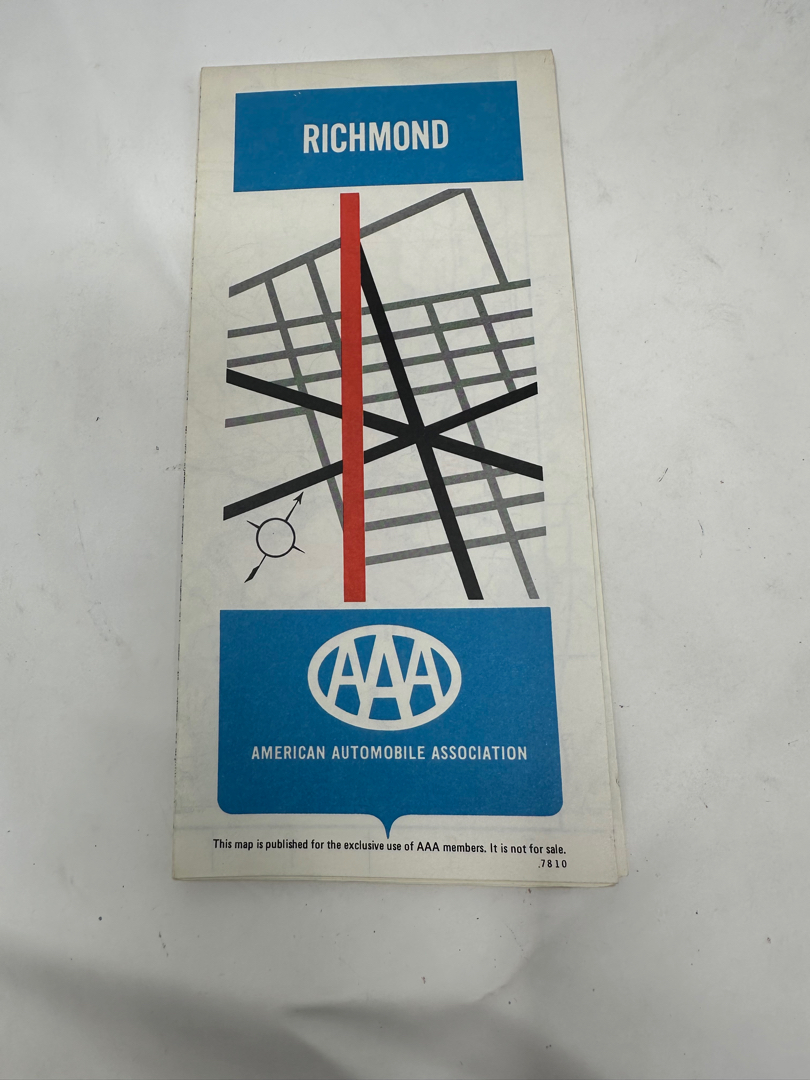 RICHMOND
AAA
AMERICAN AUTOMOBILE ASSOCIATION
This map is published for the exclusive use of AAA members. It is not for sale.
.7810